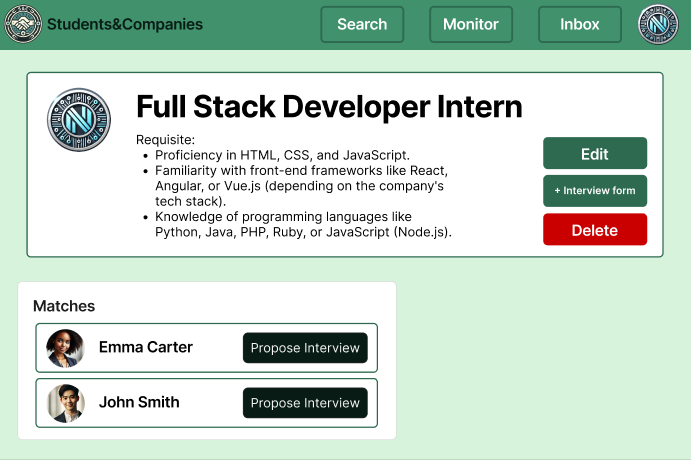 Students&Companies
Search
Monitor
Inbox
Full Stack Developer Intern
Requisite:
• Proficiency in HTML, CSS, and JavaScript.
• Familiarity with front-end frameworks like React,
Angular, or Vue.js (depending on the company's
tech stack).
• Knowledge of programming languages like
Python, Java, PHP, Ruby, or JavaScript (Node.js).
Edit
+ Interview form
Delete
Matches
Emma Carter
Propose Interview
John Smith
Propose Interview